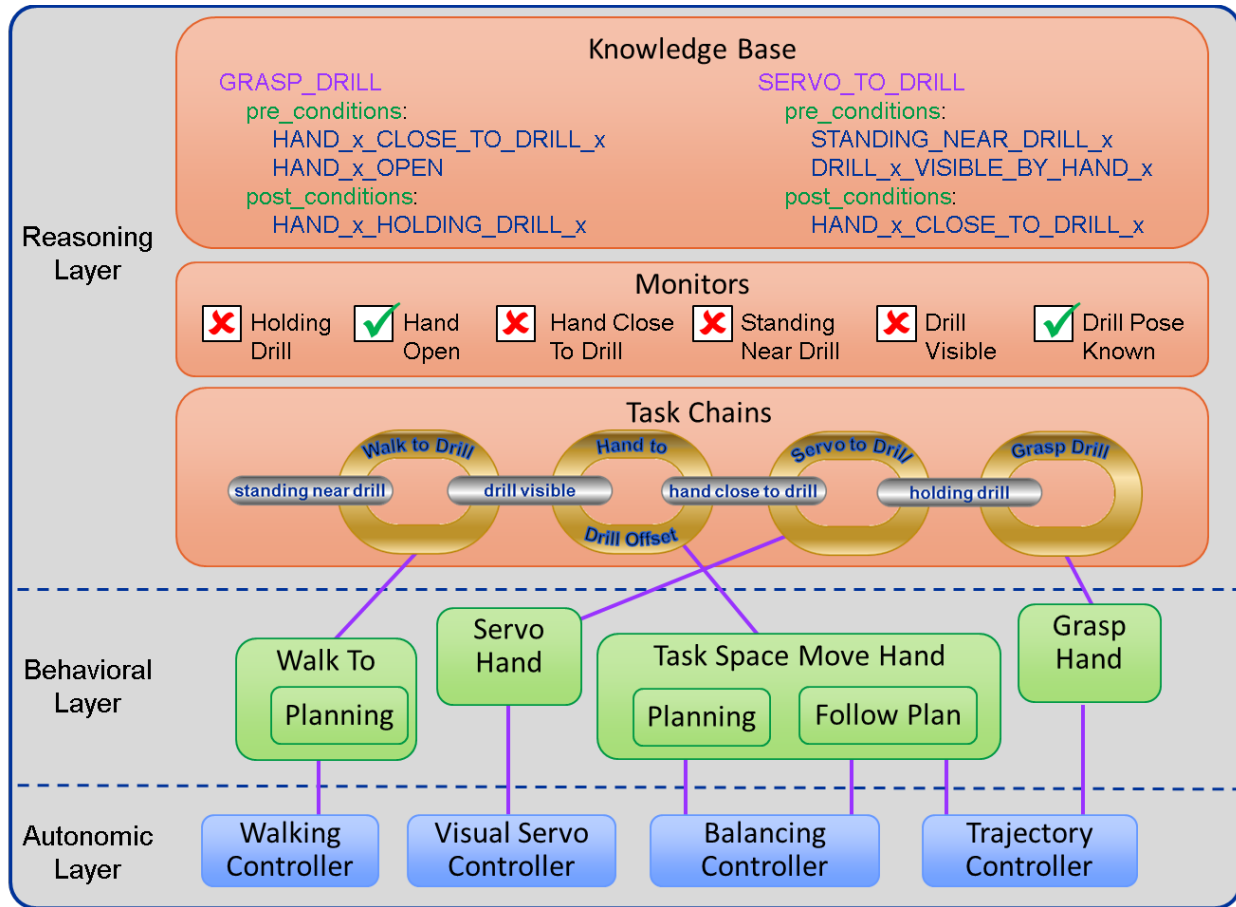 Knowledge Base
GRASP_DRILL
pre_conditions:
HAND_x_CLOSE_TO_DRILL_x
HAND_x_OPEN
post_conditions:
HAND_x_HOLDING_DRILL_x
SERVO_TO_DRILL
pre_conditions:
STANDING_NEAR_DRILL_x
DRILL_x_VISIBLE_BY_HAND_x
post_conditions:
HAND_x_CLOSE_TO_DRILL_x
Reasoning
Layer
Monitors
Holding
Drill
Hand
Open
Hand Close
To Drill
Standing
Near Drill
Drill
Visible
Drill Pose
Known
Task Chains
Walk to Drill
Hand to
Drill Offset
Servo to Drill
Grasp Drill
standing near drill
drill visible
hand close to drill
holding drill
Behavioral
Layer
Walk To
Planning
Servo
Hand
Task Space Move Hand
Planning
Follow Plan
Grasp
Hand
Autonomic
Layer
Walking
Controller
Visual Servo
Controller
Balancing
Controller
Trajectory
Controller